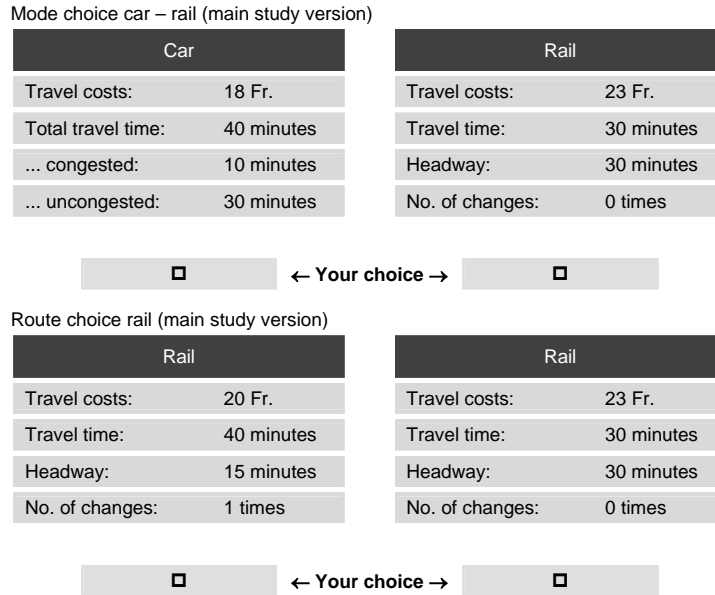 Mode choice car – rail (main study version)
Car Rail
Travel costs: 18 Fr. Travel costs: 23 Fr.
Total travel time: 40 minutes Travel time: 30 minutes
... congested: 10 minutes Headway: 30 minutes
... uncongested: 30 minutes No. of changes: 0 times
← Your choice →
Route choice rail (main study version)
Rail Rail
Travel costs: 20 Fr. Travel costs: 23 Fr.
Travel time: 40 minutes Travel time: 30 minutes
Headway: 15 minutes Headway: 30 minutes
No. of changes: 1 times No. of changes: 0 times
← Your choice →